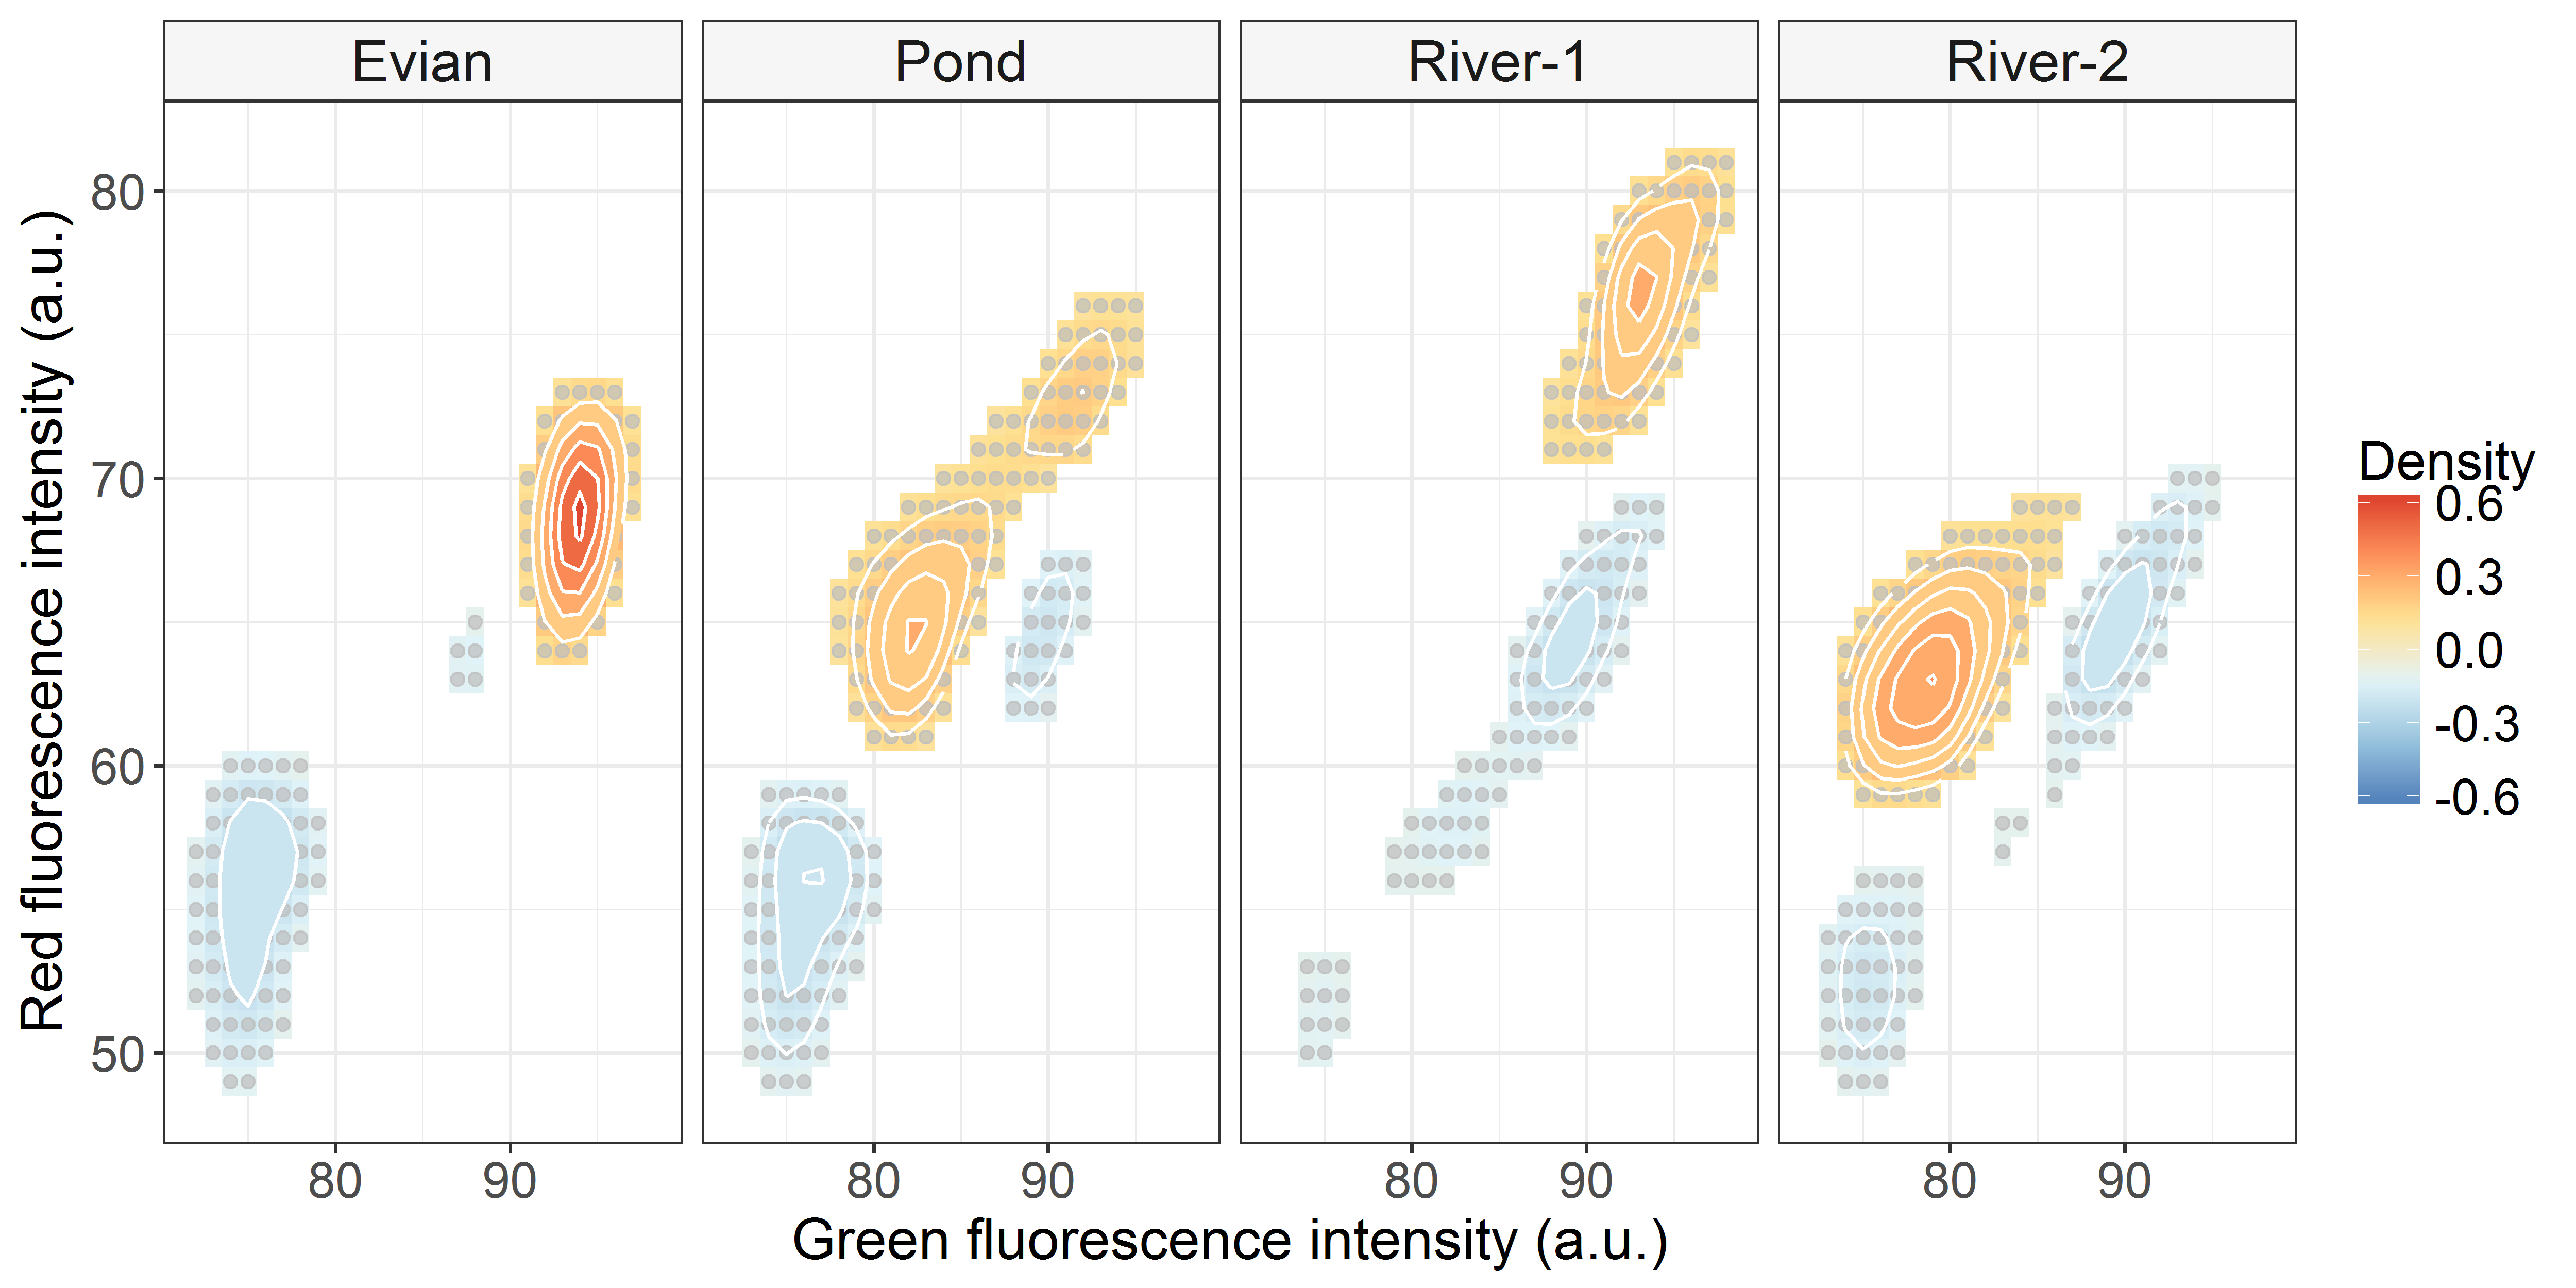 Evian Pond River-1 River-2
Red fluorescence intensity (a.u.)
80
70
60
50
80 90 80 90 80 90 80 90
Green fluorescence intensity (a.u.)
Density
0.6
0.3
0.0
-0.3
-0.6